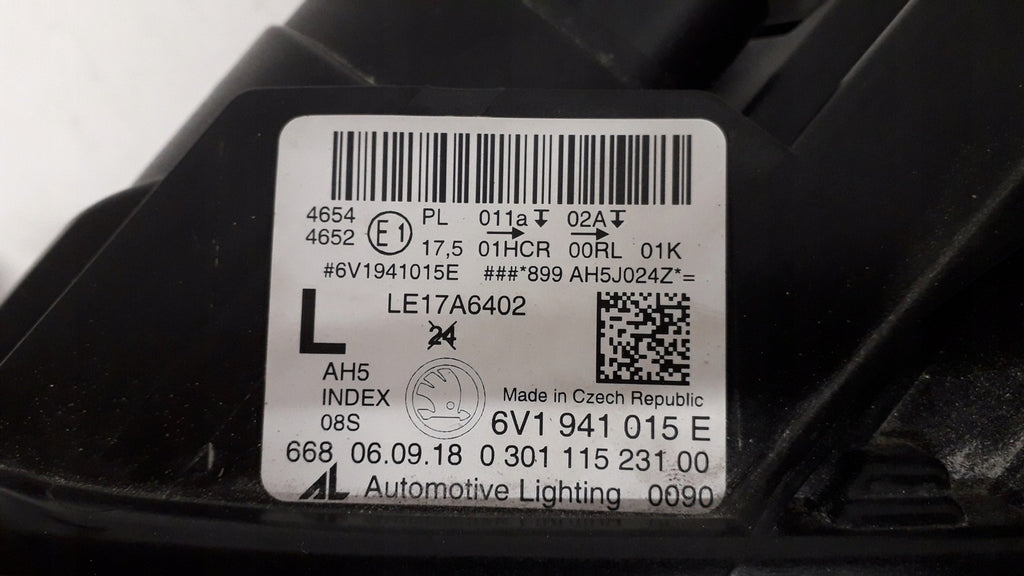 4654 PL 011a 02A
4652 E1 17,5 01HCR 00RL 01K
#6V1941015E ###*899 AH5J024Z*=
L LE17A6402
24
AH5
INDEX Made in Czech Republic
08S 6V1 941 015 E
668 06.09.18 0 301 115 231 00
AL Automotive Lighting 0090